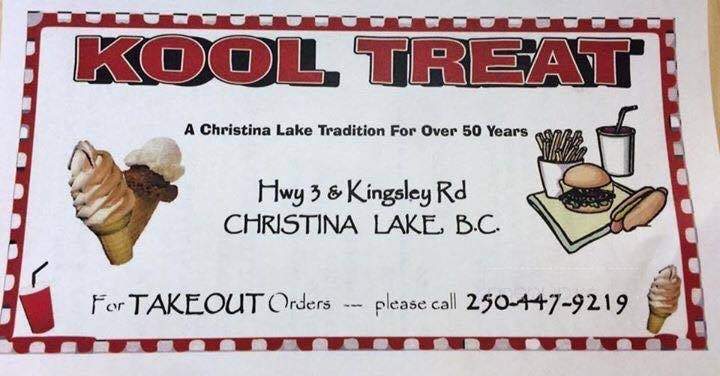 KOOL TREAT
A Christina Lake Tradition For Over 50 Years
Hwy 3 & Kingsley Rd
CHRISTINA LAKE, B.C.
For TAKEOUT Orders --- please call 250-447-9219